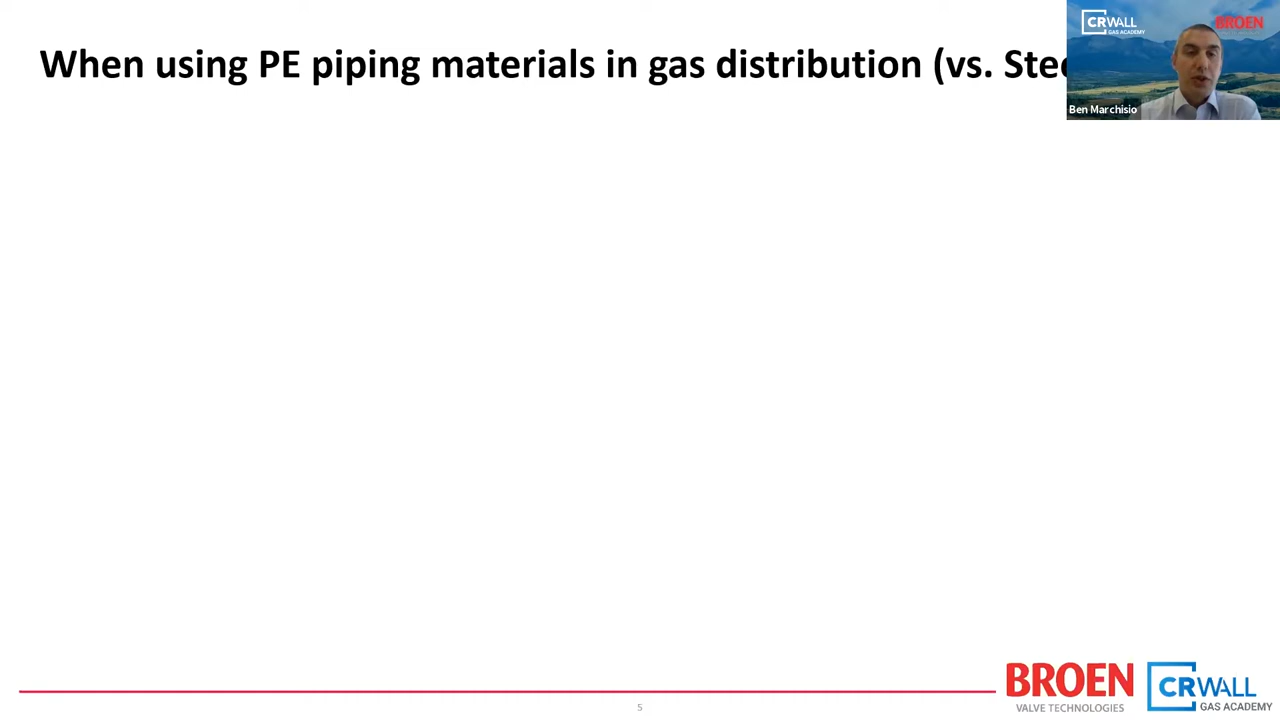 When using PE piping materials in gas distribution (vs.
CRWALL
GAS ACADEMY
BROEN
Ben Marchisio
5
BROEN
VALVE TECHNOLOGIES
CRWALL
GAS ACADEMY